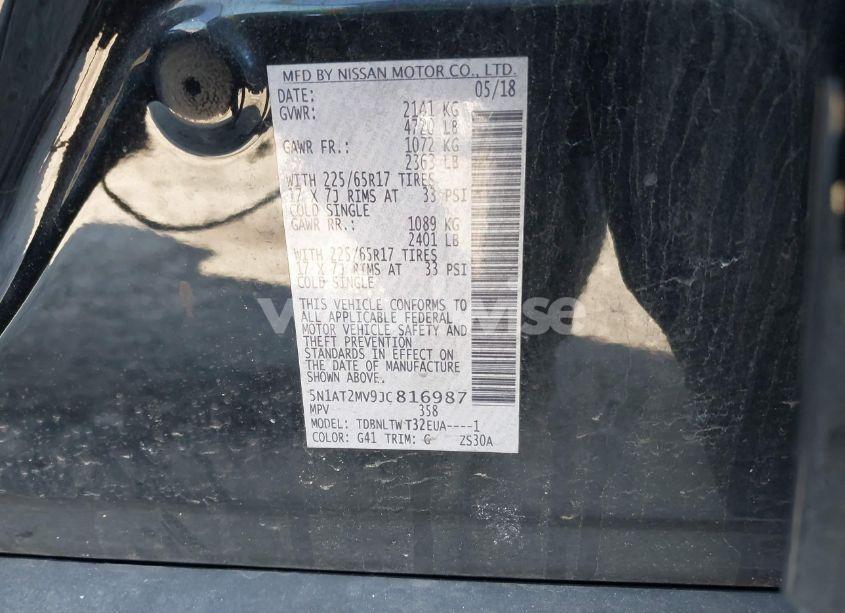 MFD BY NISSAN MOTOR CO., LTD.
DATE: 05/18
GVWR: 2141 KG
4720 LB
GAWR FR.: 1072 KG
2363 LB
WITH 225/65R17 TIRES
17 X 7J RIMS AT 33 PSI
COLD SINGLE
GAWR RR.: 1089 KG
2401 LB
WITH 225/65R17 TIRES
17 X 7J RIMS AT 33 PSI
COLD SINGLE
THIS VEHICLE CONFORMS TO
ALL APPLICABLE FEDERAL
MOTOR VEHICLE SAFETY AND
THEFT PREVENTION
STANDARDS IN EFFECT ON
THE DATE OF MANUFACTURE
SHOWN ABOVE.
5N1AT2MV9JC816987
MPV 358
MODEL: TDBNLTWT32EUA----1
COLOR: G41 TRIM: G ZS30A